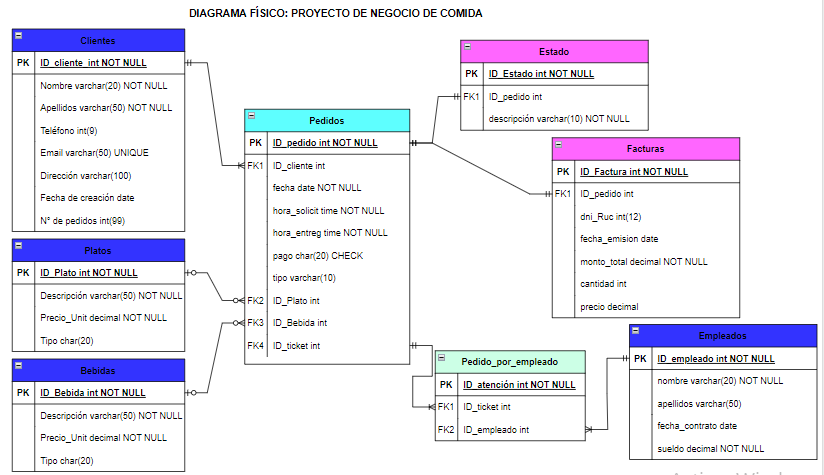 DIAGRAMA FÍSICO: PROYECTO DE NEGOCIO DE COMIDA
Clientes
PK ID_cliente_int NOT NULL
Nombre varchar(20) NOT NULL
Apellidos varchar(50) NOT NULL
Teléfono int(9)
Email varchar(50) UNIQUE
Dirección varchar(100)
Fecha de creación date
N° de pedidos int(99)
Platos
PK ID_Plato int NOT NULL
Descripción varchar(50) NOT NULL
Precio_Unit decimal NOT NULL
Tipo char(20)
Bebidas
PK ID_Bebida int NOT NULL
Descripción varchar(50) NOT NULL
Precio_Unit decimal NOT NULL
Tipo char(20)
Pedidos
PK ID_pedido int NOT NULL
FK1 ID_cliente int
fecha date NOT NULL
hora_solicit time NOT NULL
hora_entreg time NOT NULL
pago char(20) CHECK
tipo varchar(10)
FK2 ID_Plato int
FK3 ID_Bebida int
FK4 ID_ticket int
Estado
PK ID_Estado int NOT NULL
FK1 ID_pedido int
descripción varchar(10) NOT NULL
Facturas
PK ID_Factura int NOT NULL
FK1 ID_pedido int
dni_Ruc int(12)
fecha_emision date
monto_total decimal NOT NULL
cantidad int
precio decimal
Pedido_por_empleado
PK ID_atención int NOT NULL
FK1 ID_ticket int
FK2 ID_empleado int
Empleados
PK ID_empleado int NOT NULL
nombre varchar(20) NOT NULL
apellidos varchar(50)
fecha_contrato date
sueldo decimal NOT NULL